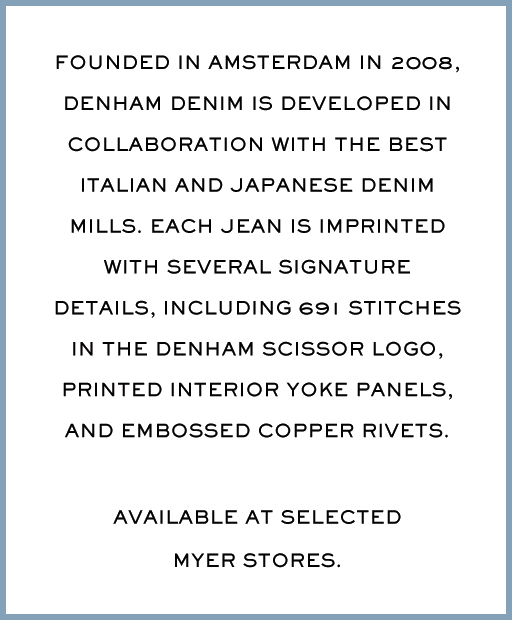 FOUNDED IN AMSTERDAM IN 2008,
DENHAM DENIM IS DEVELOPED IN
COLLABORATION WITH THE BEST
ITALIAN AND JAPANESE DENIM
MILLS. EACH JEAN IS IMPRINTED
WITH SEVERAL SIGNATURE
DETAILS, INCLUDING 691 STITCHES
IN THE DENHAM SCISSOR LOGO,
PRINTED INTERIOR YOKE PANELS,
AND EMBOSSED COPPER RIVETS.
AVAILABLE AT SELECTED
MYER STORES.